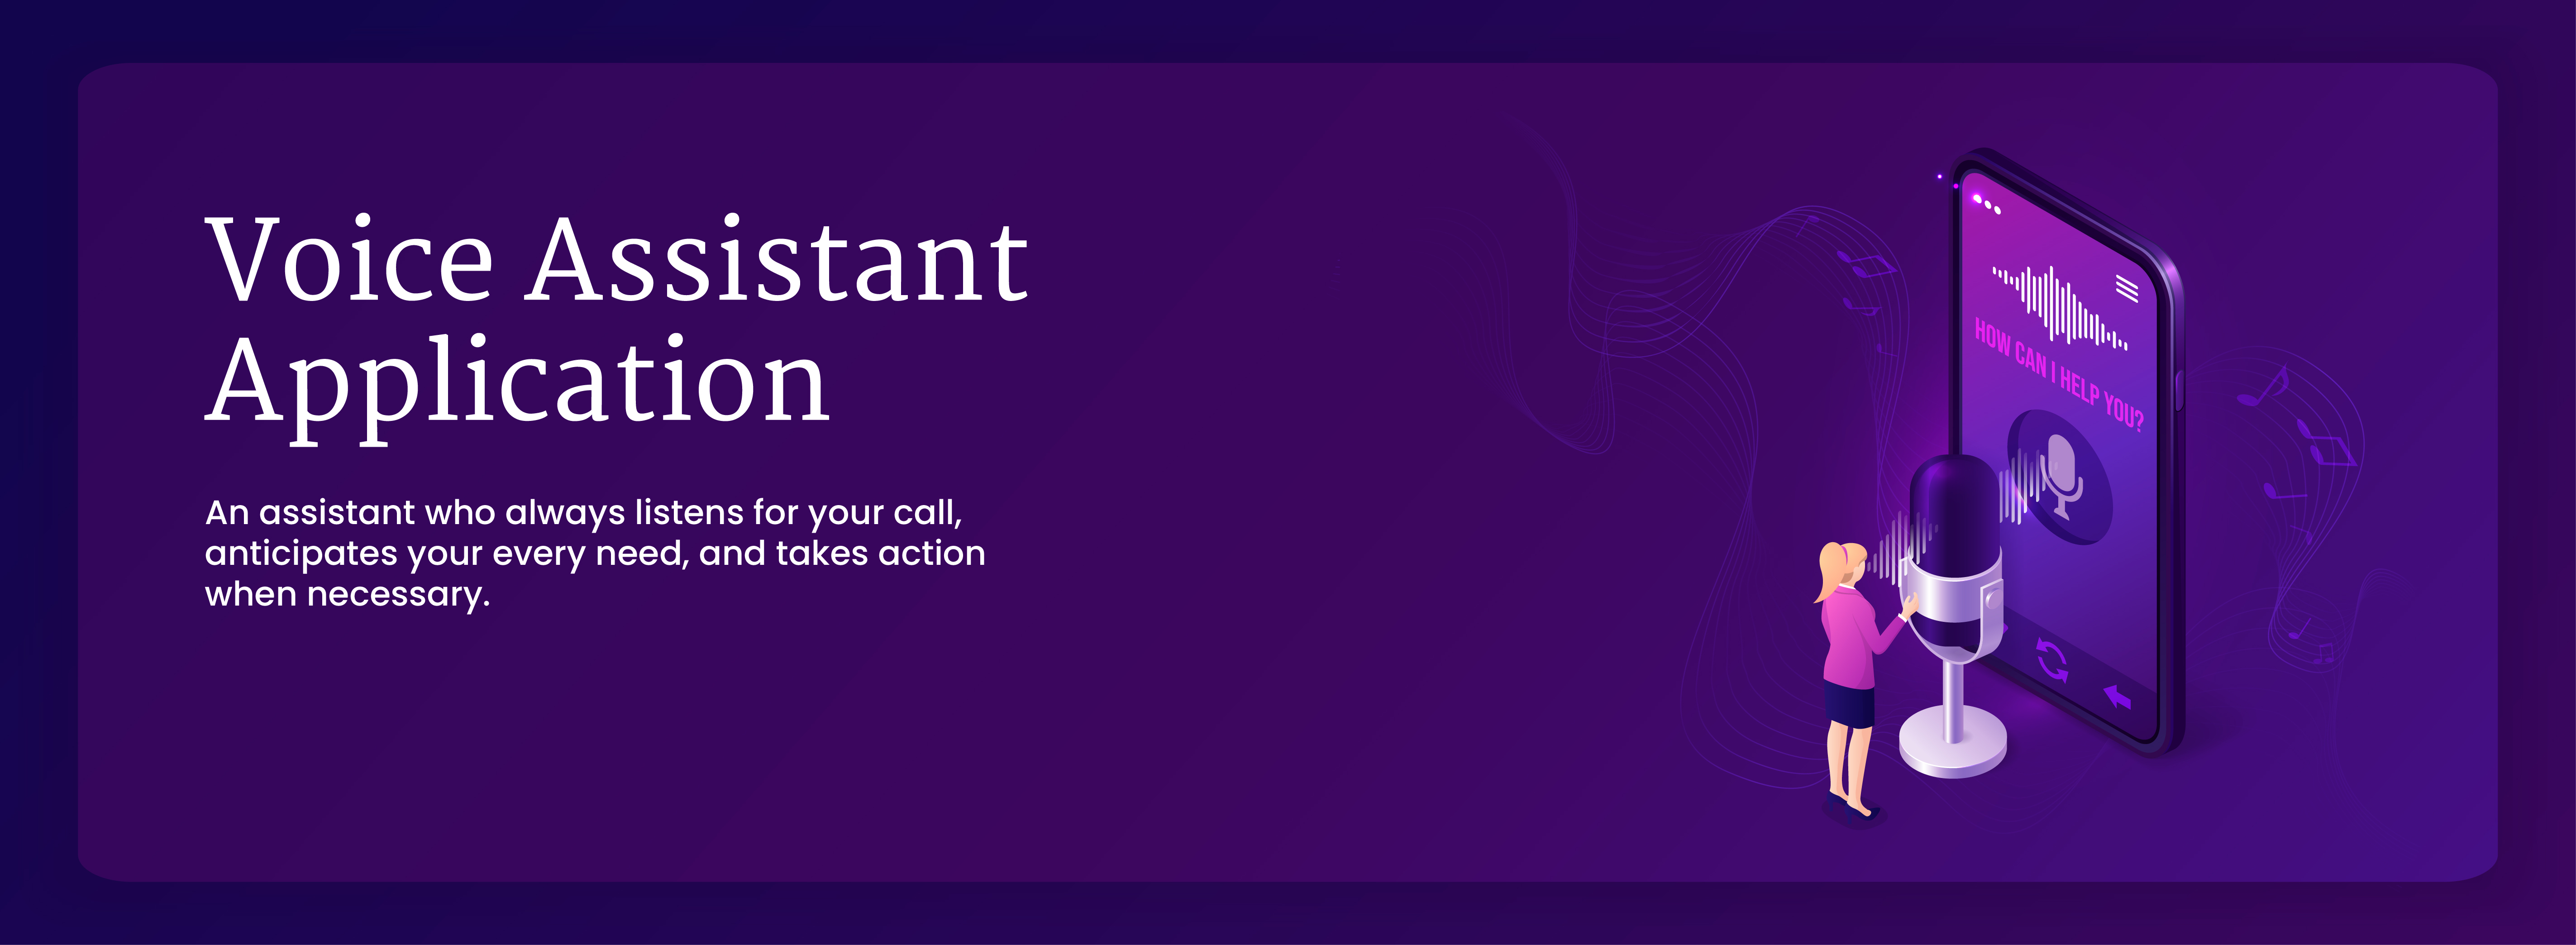 Voice Assistant
Application
An assistant who always listens for your call,
anticipates your every need, and takes action
when necessary.
HOW CAN I HELP YOU?